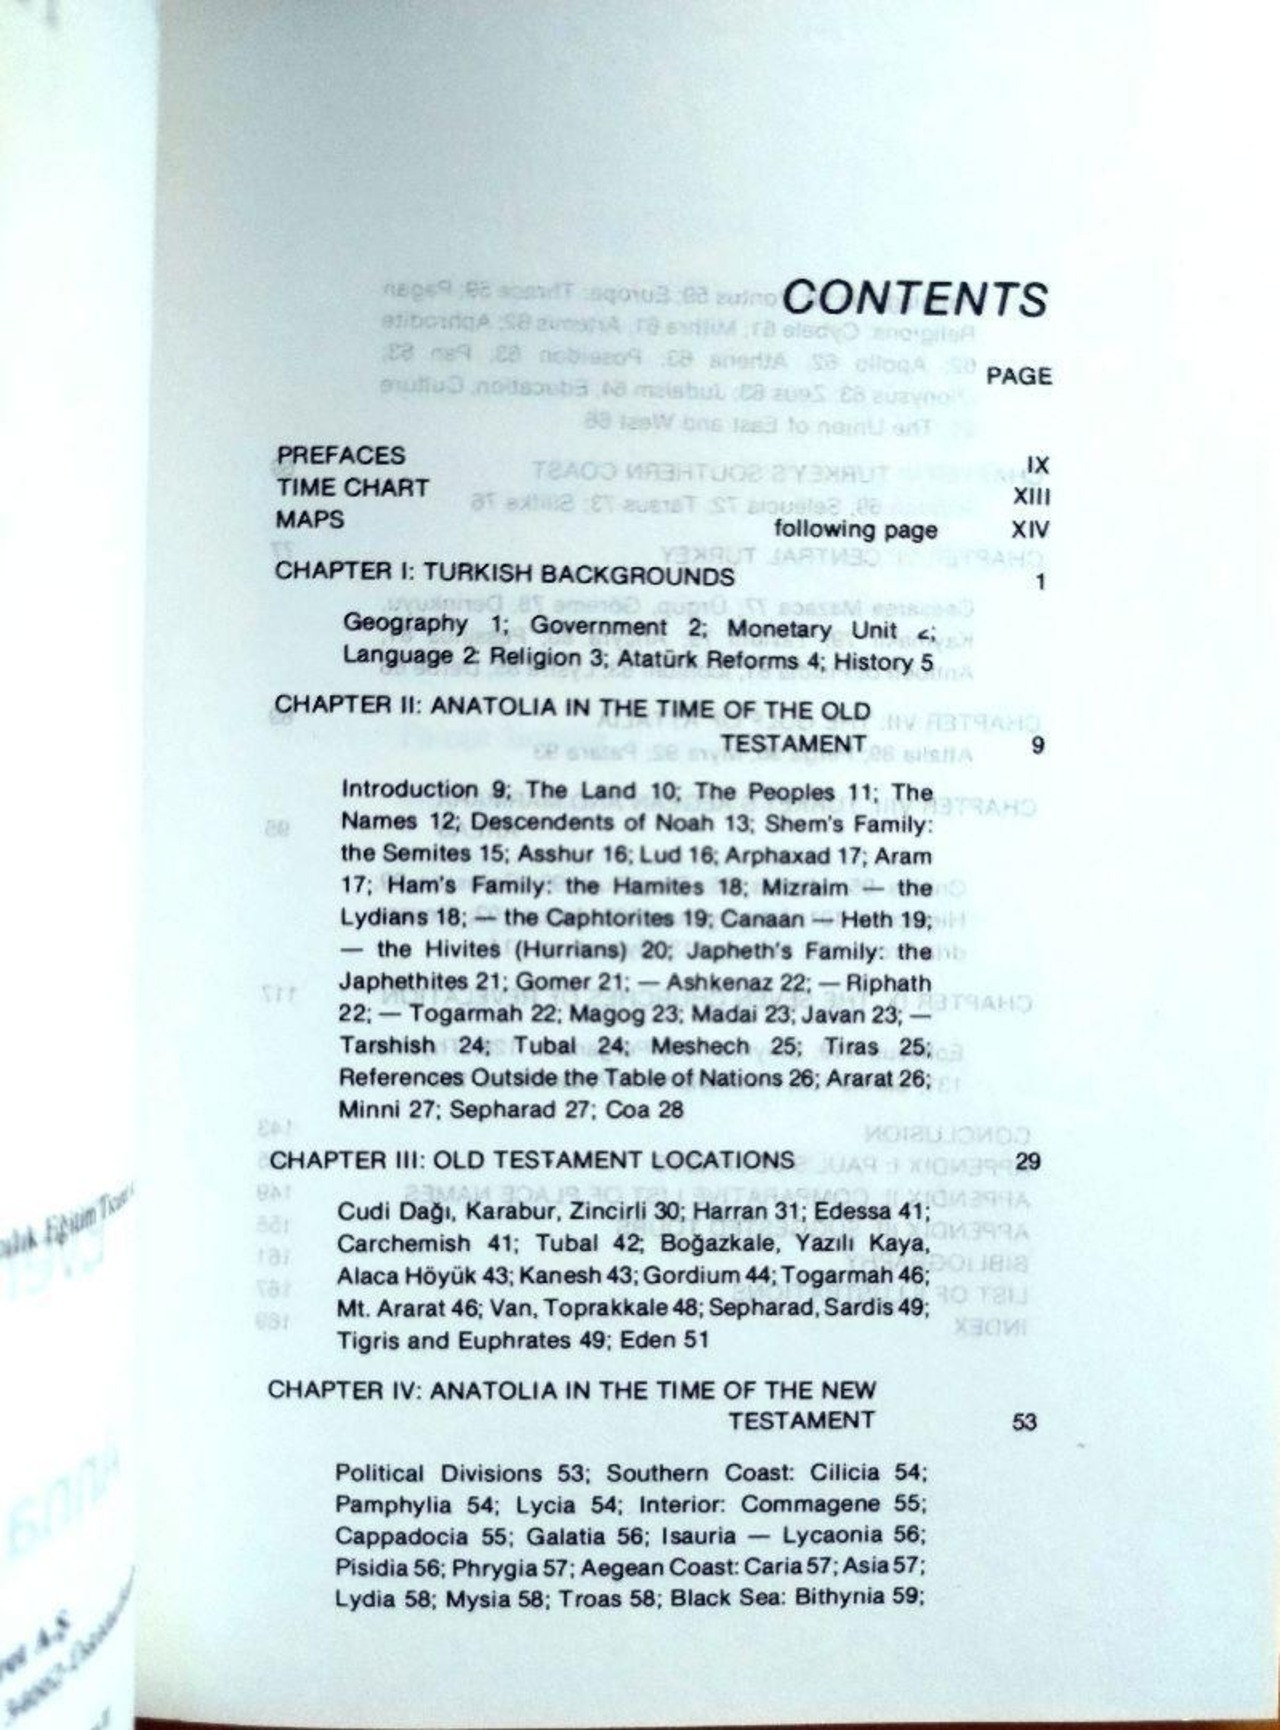 CONTENTS
PAGE
PREFACES IX
TIME CHART XIII
MAPS following page XIV
CHAPTER I: TURKISH BACKGROUNDS 1
Geography 1; Government 2; Monetary Unit 2;
Language 2; Religion 3; Atatürk Reforms 4; History 5
CHAPTER II: ANATOLIA IN THE TIME OF THE OLD
TESTAMENT 9
Introduction 9; The Land 10; The Peoples 11; The
Names 12; Descendents of Noah 13; Shem's Family:
the Semites 15; Asshur 16; Lud 16; Arphaxad 17; Aram
17; Ham's Family: the Hamites 18; Mizraim — the
Lydians 18; — the Caphtorites 19; Canaan — Heth 19;
— the Hivites (Hurrians) 20; Japheth's Family: the
Japhethites 21; Gomer 21; — Ashkenaz 22; — Riphath
22; — Togarmah 22; Magog 23; Madai 23; Javan 23; —
Tarshish 24; Tubal 24; Meshech 25; Tiras 25;
References Outside the Table of Nations 26; Ararat 26;
Minni 27; Sepharad 27; Coa 28
CHAPTER III: OLD TESTAMENT LOCATIONS 29
Cudi Dağı, Karabur, Zincirli 30; Harran 31; Edessa 41;
Carchemish 41; Tubal 42; Boğazkale, Yazılı Kaya,
Alaca Höyük 43; Kanesh 43; Gordium 44; Togarmah 46;
Mt. Ararat 46; Van, Toprakkale 48; Sepharad, Sardis 49;
Tigris and Euphrates 49; Eden 51
CHAPTER IV: ANATOLIA IN THE TIME OF THE NEW
TESTAMENT 53
Political Divisions 53; Southern Coast: Cilicia 54;
Pamphylia 54; Lycia 54; Interior: Commagene 55;
Cappadocia 55; Galatia 56; Isauria — Lycaonia 56;
Pisidia 56; Phrygia 57; Aegean Coast: Caria 57; Asia 57;
Lydia 58; Mysia 58; Troas 58; Black Sea: Bithynia 59;